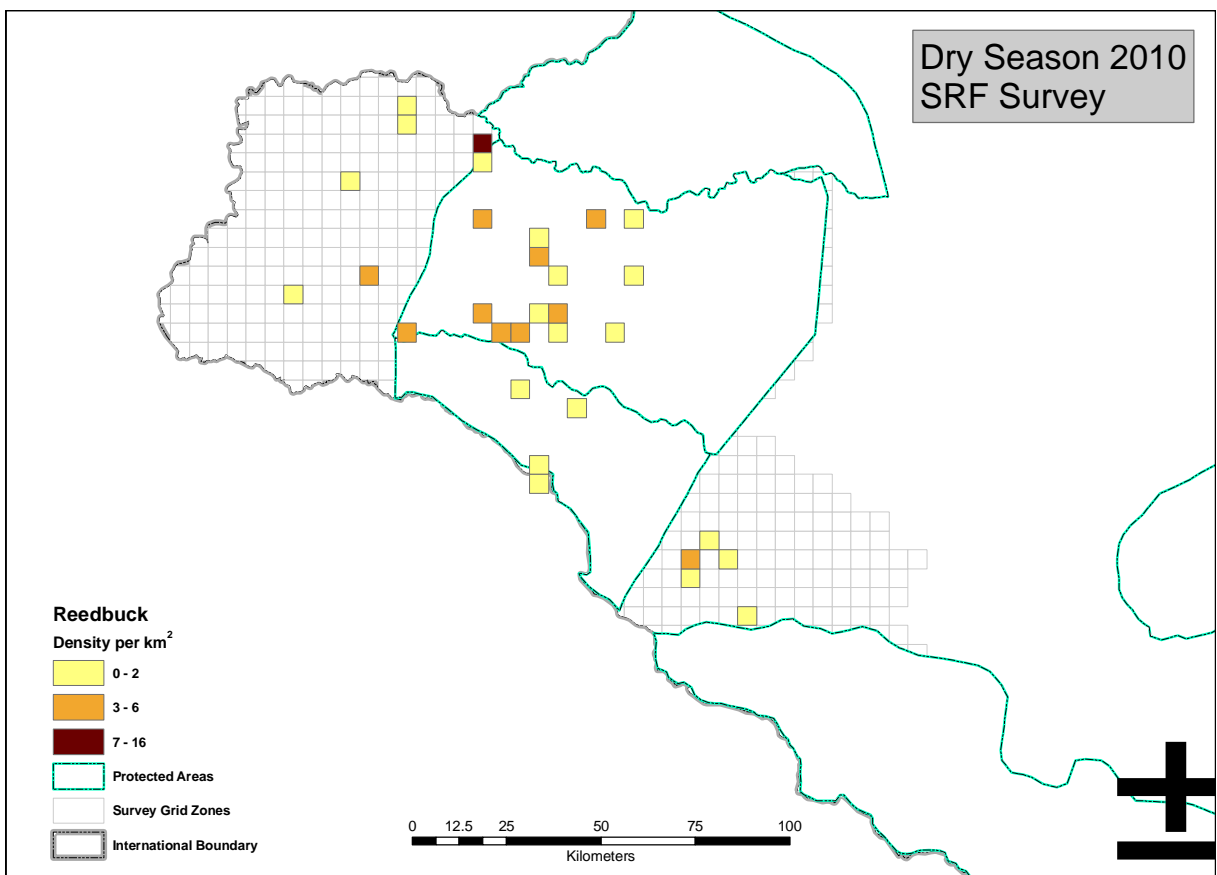 Dry Season 2010
SRF Survey
Reedbuck
Density per km²
0 - 2
3 - 6
7 - 16
Protected Areas
Survey Grid Zones
International Boundary
0 12.5 25 50 75 100
Kilometers